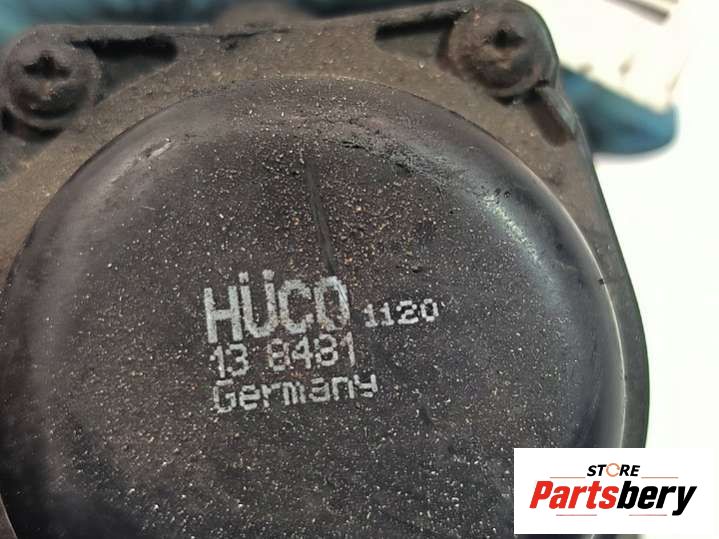 HÜCO 1120
13 8481
Germany
STORE
Partsbery